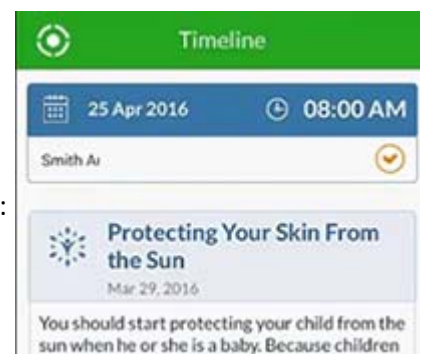 Timeline
25 Apr 2016 08:00 AM
Smith
:
Protecting Your Skin From
the Sun
Mar 29, 2016
You should start protecting your child from the
sun when he or she is a baby. Because children